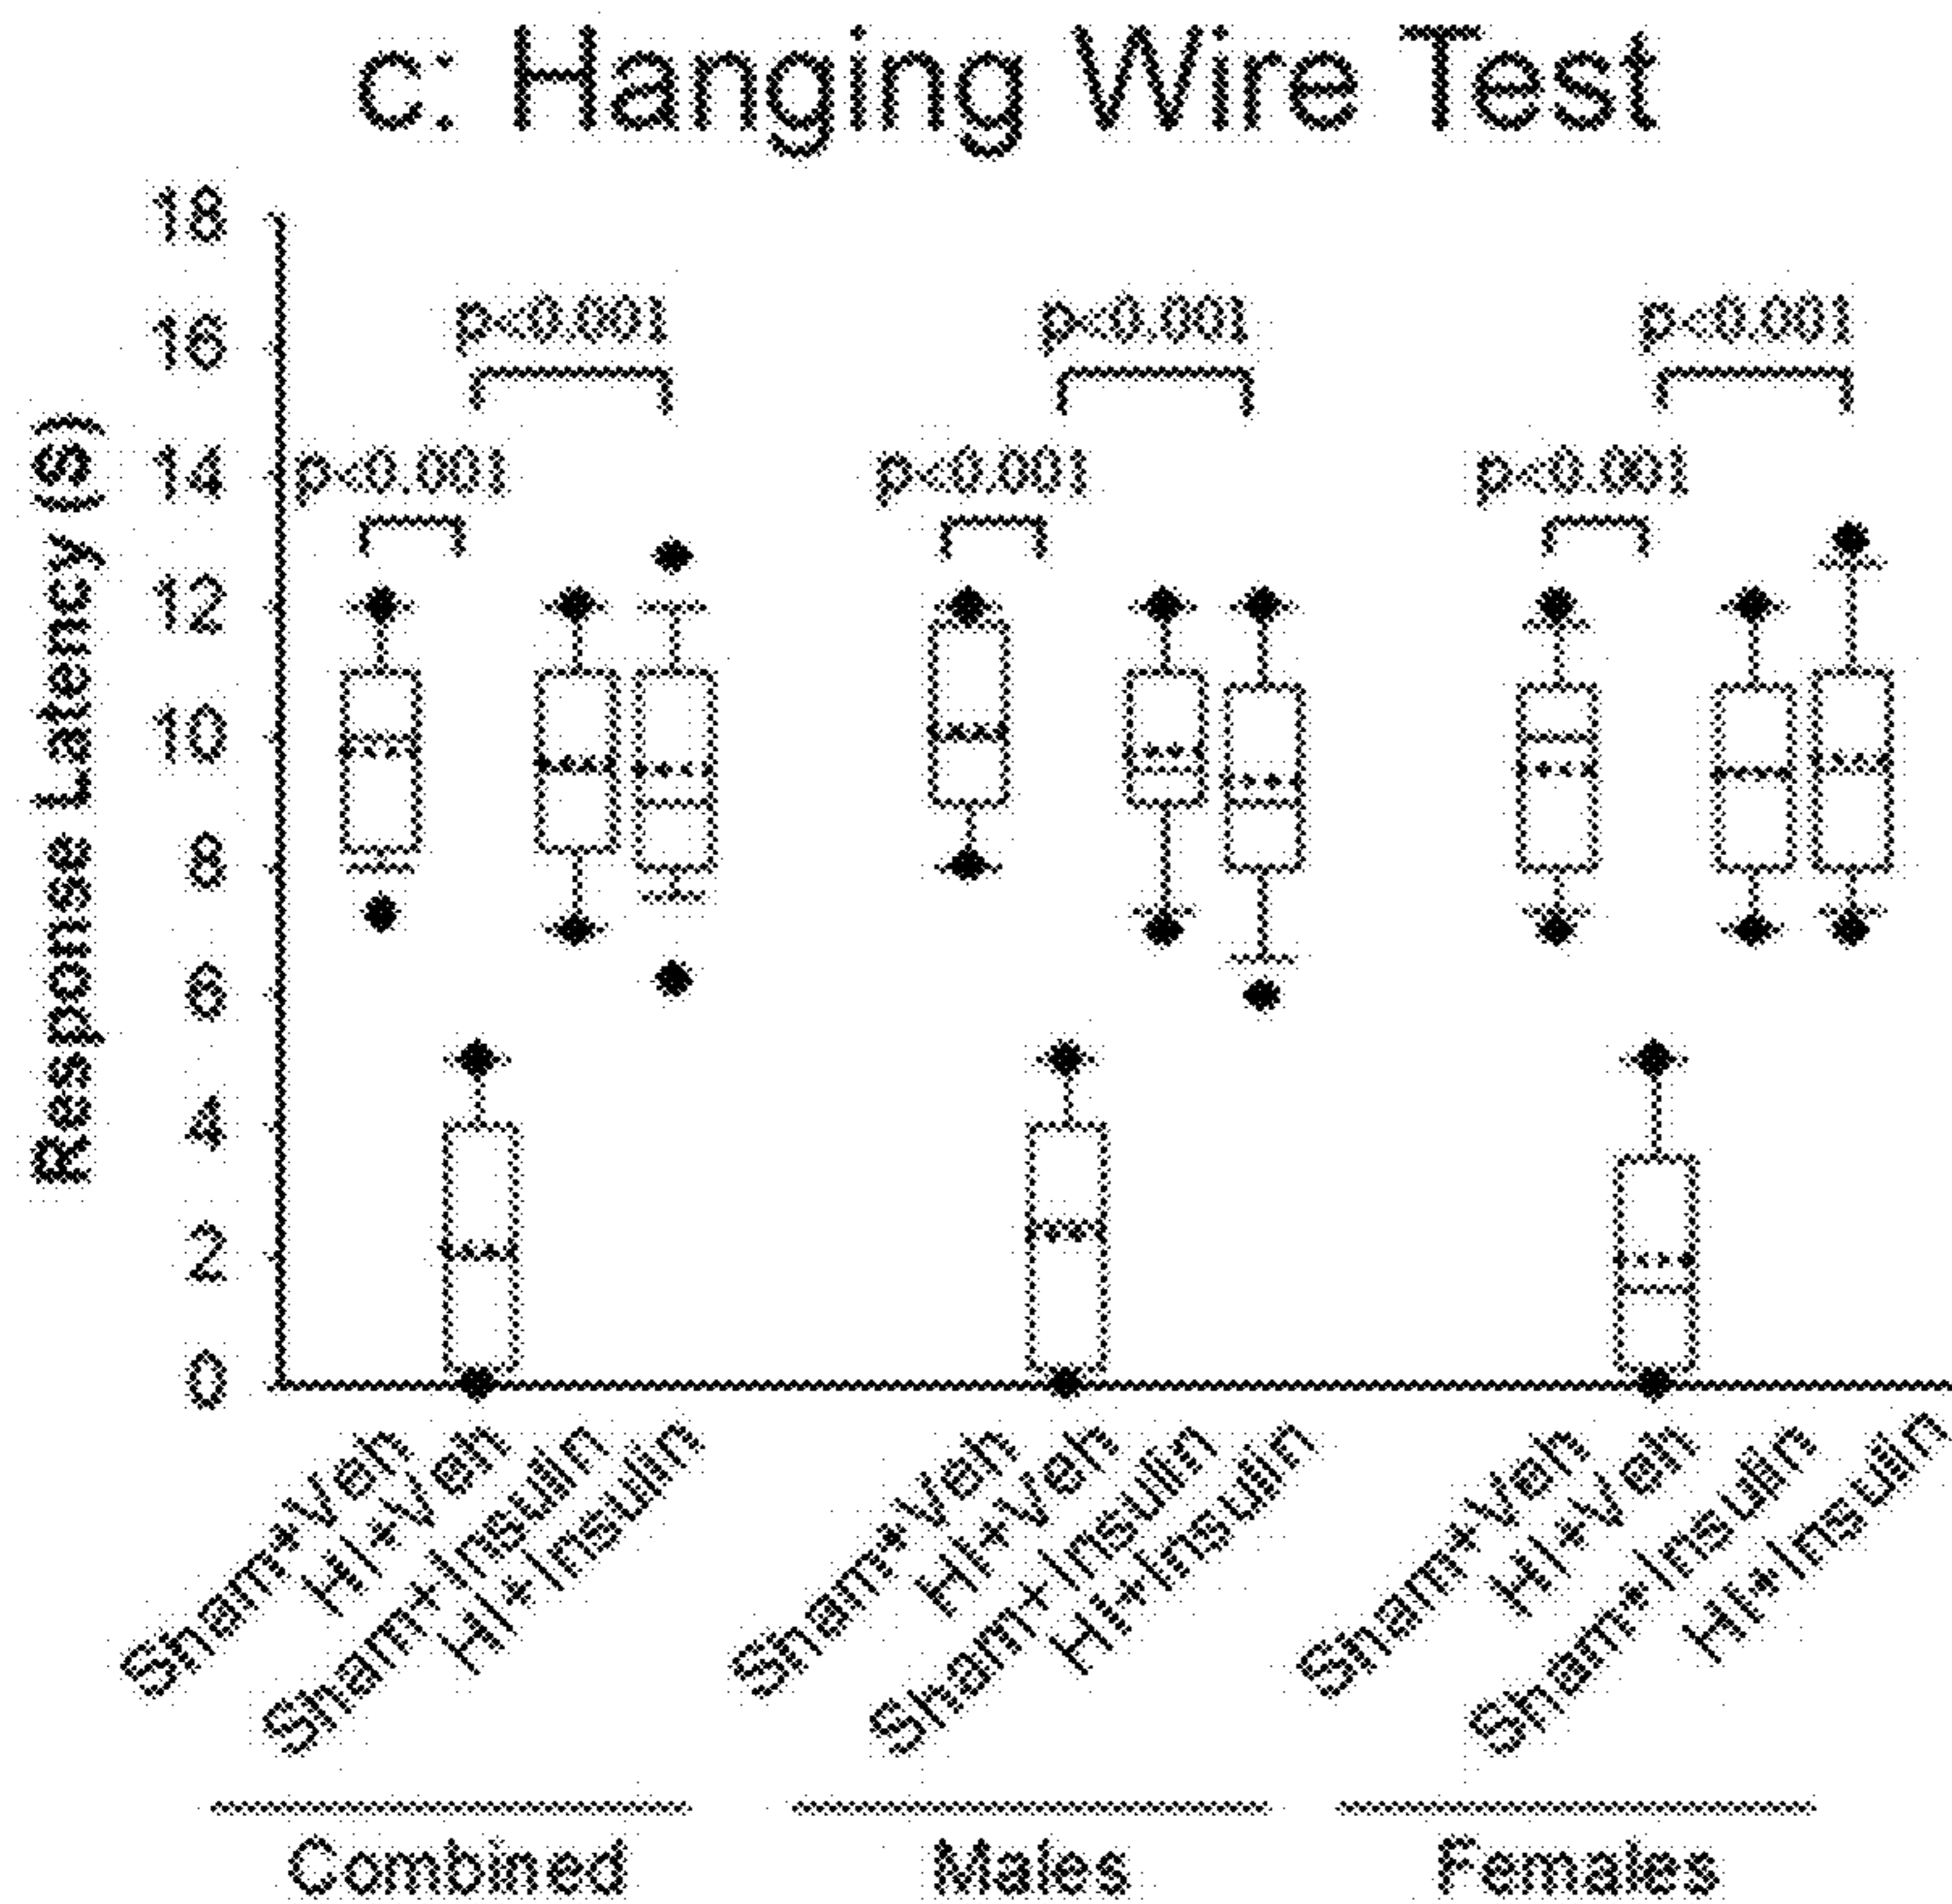 c: Hanging Wire Test
Response Latency (S)
18
16
14
12
10
8
6
4
2
0
p<0.001
p<0.001
p<0.001
p<0.001
p<0.001
p<0.001
Sham+Veh
HI+Veh
Sham+Insulin
HI+Insulin
Sham+Veh
HI+Veh
Sham+Insulin
HI+Insulin
Sham+Veh
HI+Veh
Sham+Insulin
HI+Insulin
Combined
Males
Females